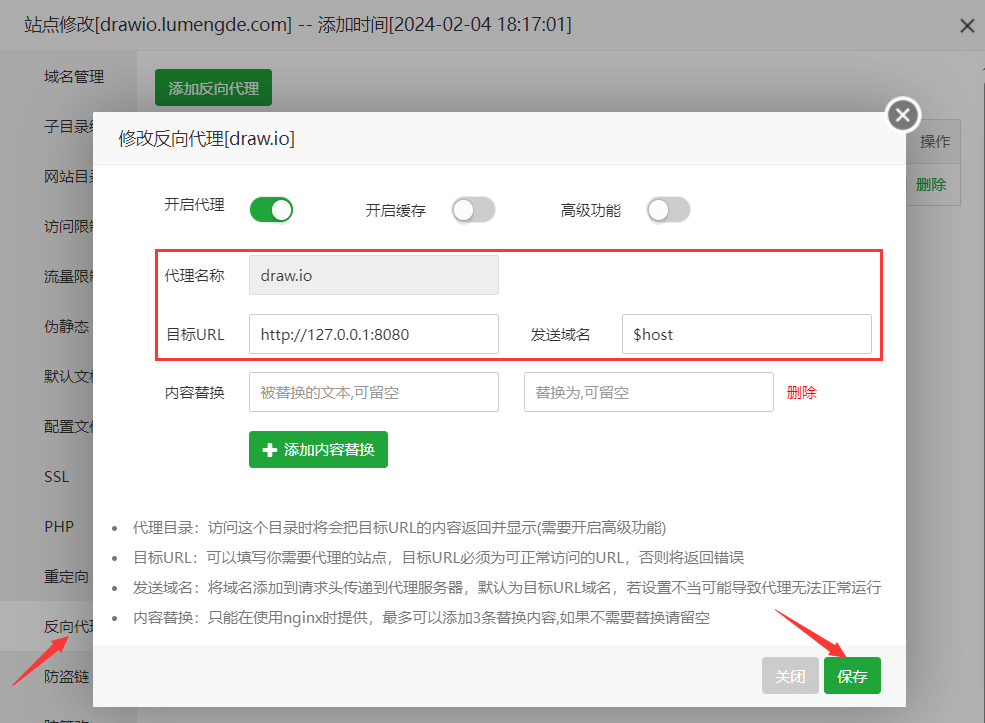 站点修改[drawio.lumengde.com] -- 添加时间[2024-02-04 18:17:01]
域名管理
添加反向代理
子目录
修改反向代理[draw.io]
操作
网站目
删除
访问限
开启代理
开启缓存
高级功能
流量限
代理名称
draw.io
伪静态
目标URL
http://127.0.0.1:8080
发送域名
$host
默认文
内容替换
被替换的文本,可留空
替换为,可留空
删除
配置文
添加内容替换
SSL
PHP
代理目录：访问这个目录时将会把目标URL的内容返回并显示(需要开启高级功能)
目标URL：可以填写你需要代理的站点，目标URL必须为可正常访问的URL，否则将返回错误
重定向
发送域名：将域名添加到请求头传递到代理服务器，默认为目标URL域名，若设置不当可能导致代理无法正常运行
内容替换：只能在使用nginx时提供，最多可以添加3条替换内容,如果不需要替换请留空
反向代
防盗链
关闭
保存